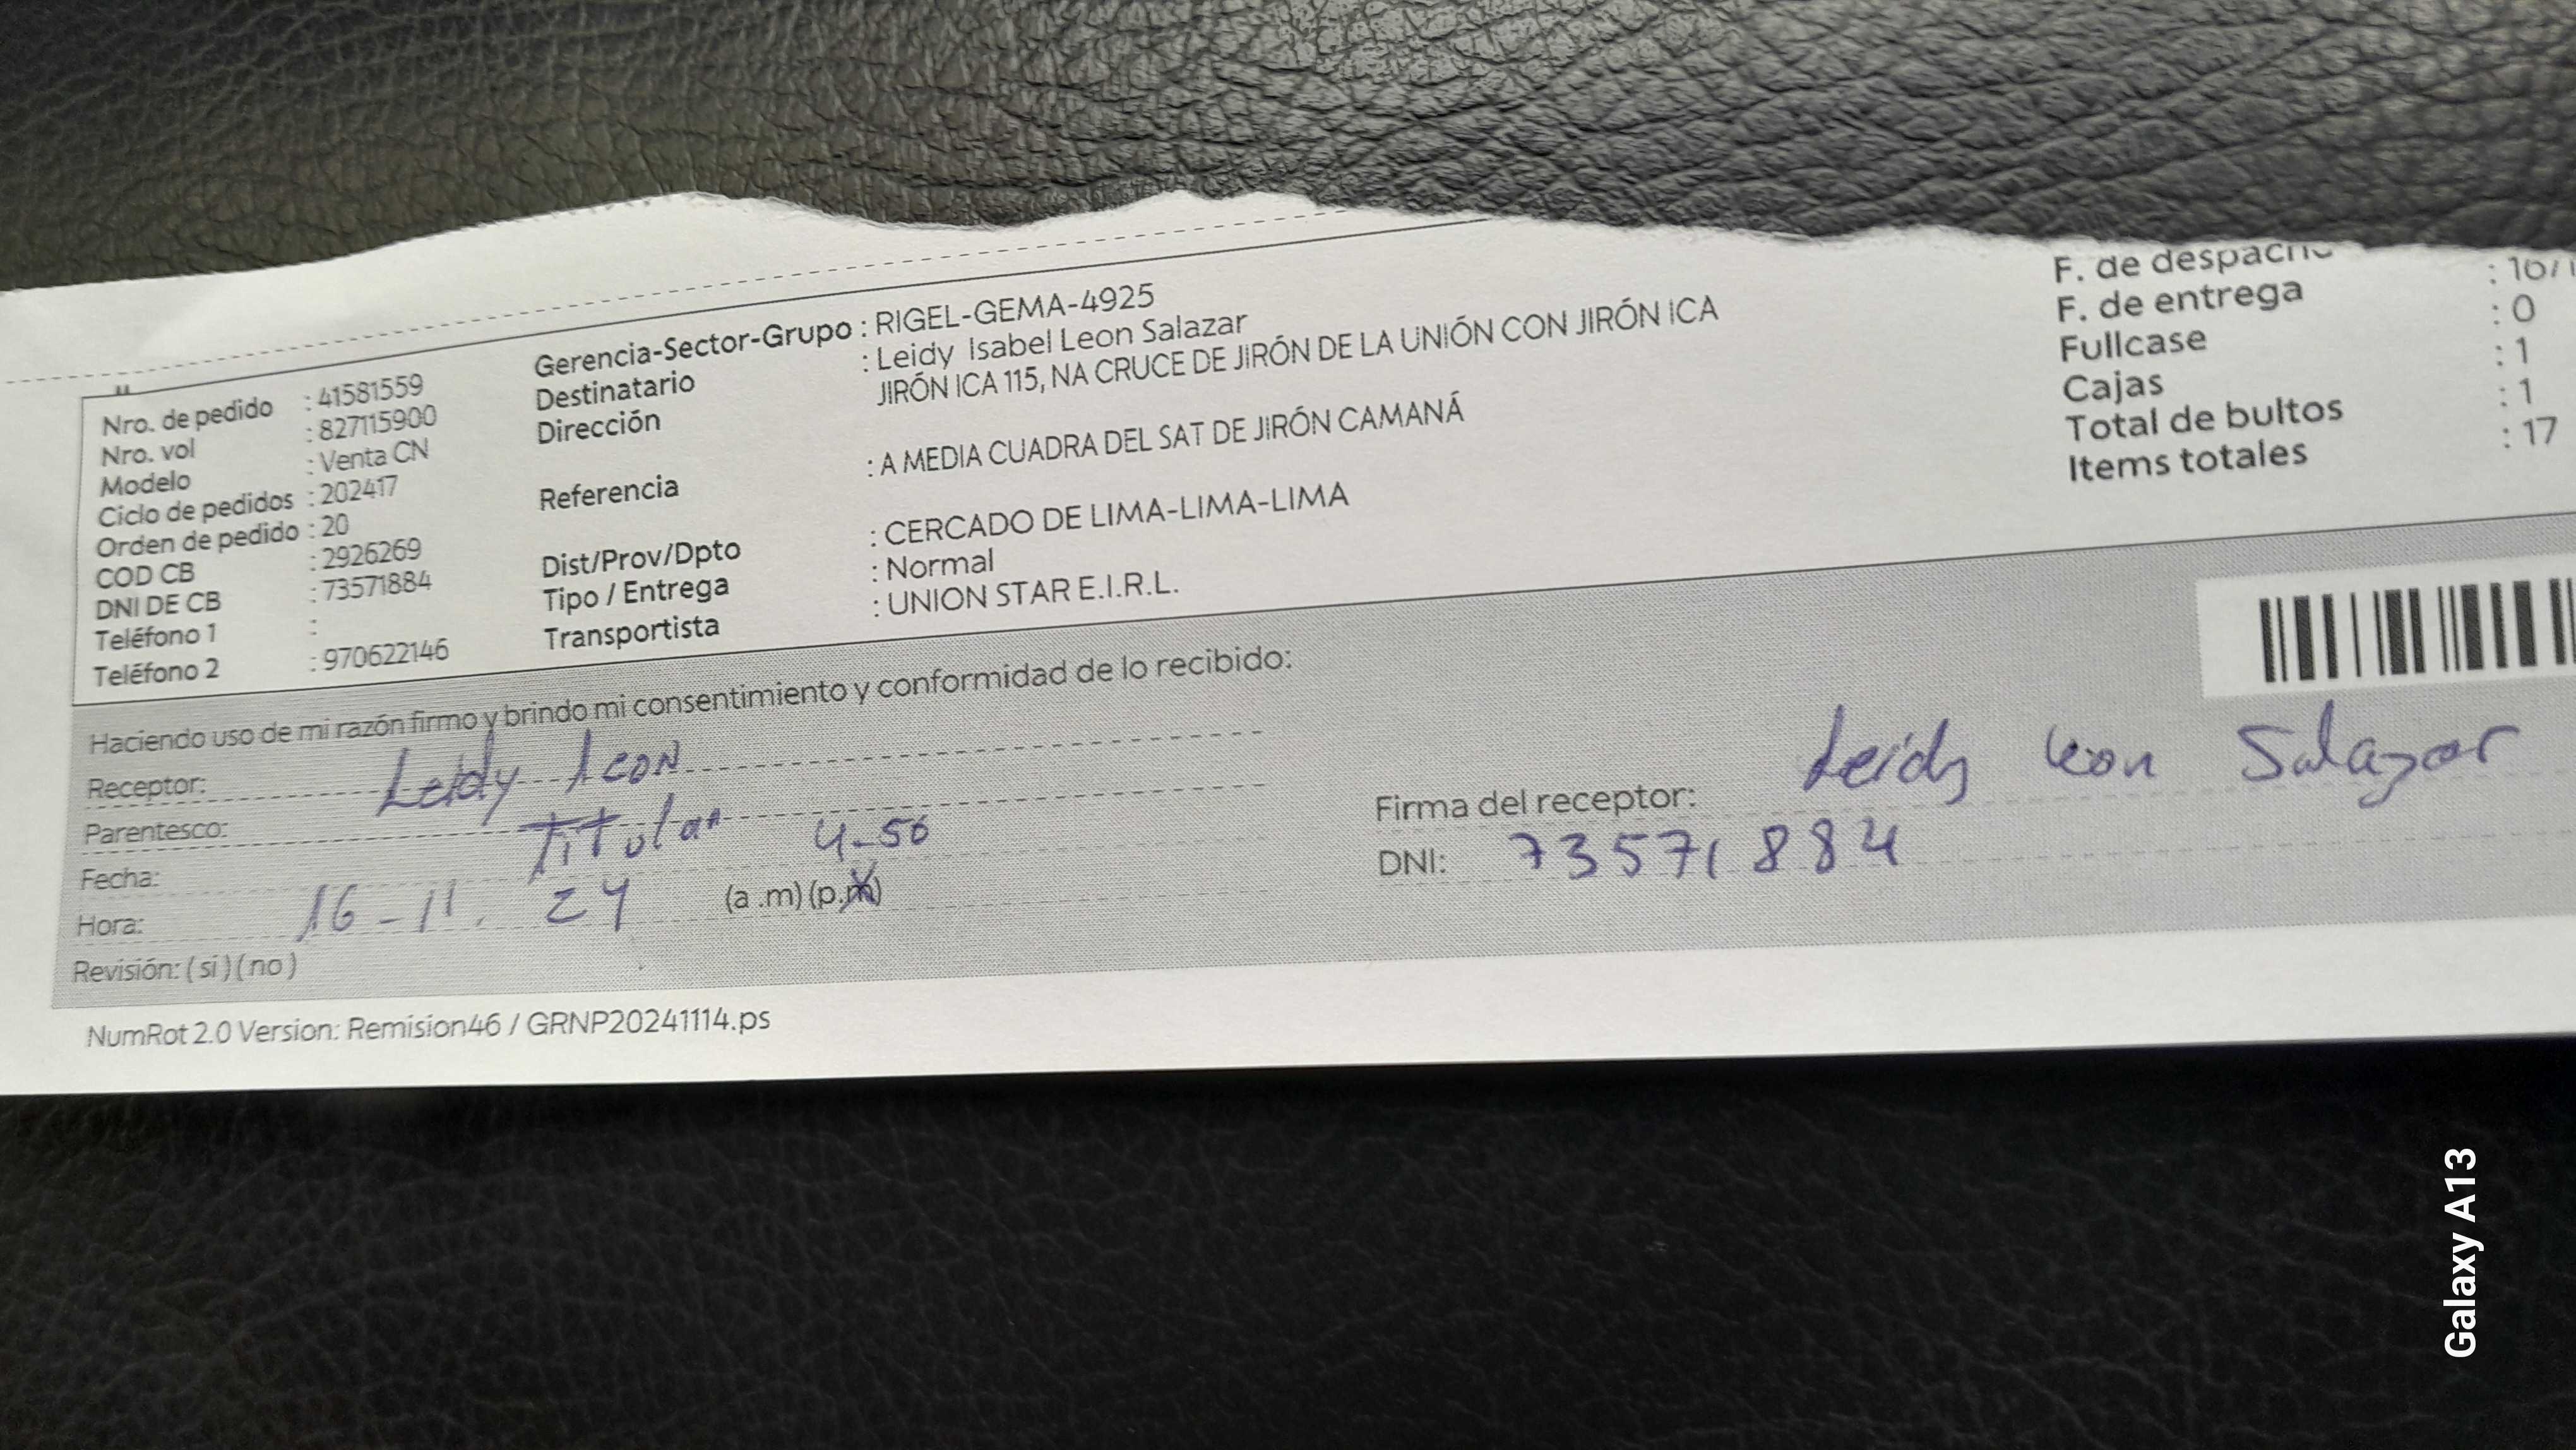 Nro. de pedido : 41581559
Nro. vol : 827115900
Modelo : Venta CN
Ciclo de pedidos : 202417
Orden de pedido : 20
COD CB : 2926269
DNI DE CB : 73571884
Teléfono 1 :
Teléfono 2 : 970622146
Gerencia-Sector-Grupo : RIGEL-GEMA-4925
Destinatario : Leidy Isabel Leon Salazar
Dirección JIRÓN ICA 115, NA CRUCE DE JIRÓN DE LA UNIÓN CON JIRÓN ICA
Referencia : A MEDIA CUADRA DEL SAT DE JIRÓN CAMANÁ
Dist/Prov/Dpto : CERCADO DE LIMA-LIMA-LIMA
Tipo / Entrega : Normal
Transportista : UNION STAR E.I.R.L.
F. de
F. de entrega : 0
Fullcase : 1
Cajas : 1
Total de bultos : 17
Items totales
Haciendo uso de mi razón firmo y brindo mi consentimiento y conformidad de lo recibido:
Receptor: Leidy leon
Parentesco: Titular
Fecha: 4-50
Hora: 16-11. 24 (a .m) (p.m)
Revisión: ( si ) ( no )
Firma del receptor: Leidy leon Salazar
DNI: 73571884
NumRot 2.0 Version: Remision46 / GRNP20241114.ps
Galaxy A13